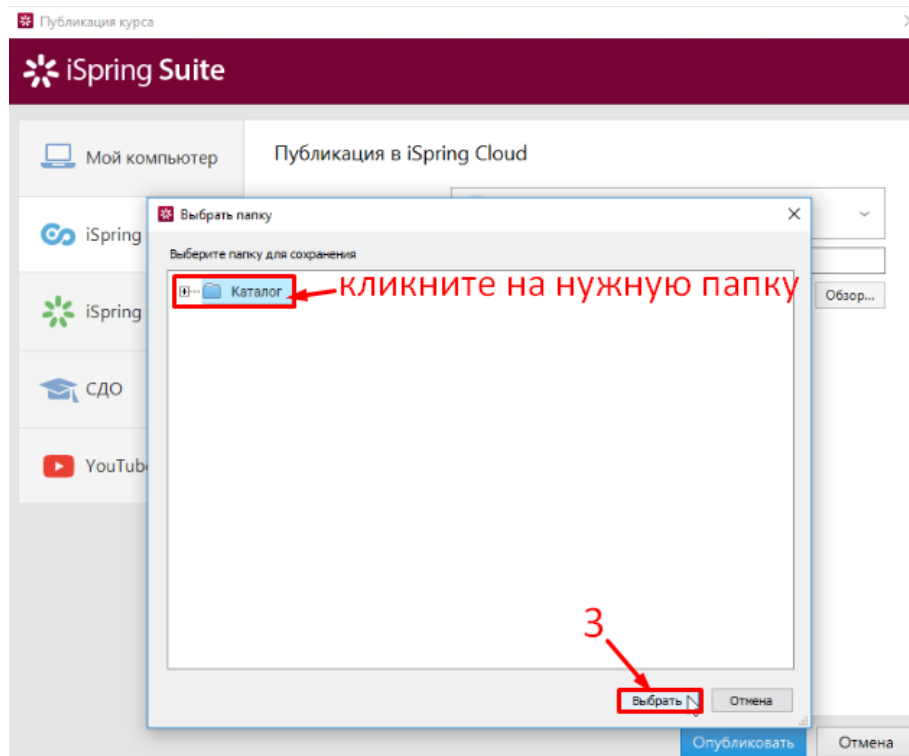 Публикация курса
iSpring Suite
Мой компьютер
Публикация в iSpring Cloud
Выбрать папку
iSpring
Выберите папку для сохранения
Каталог
кликните на нужную папку
Обзор...
iSpring
СДО
YouTube
3
Выбрать
Отмена
Опубликовать
Отмена